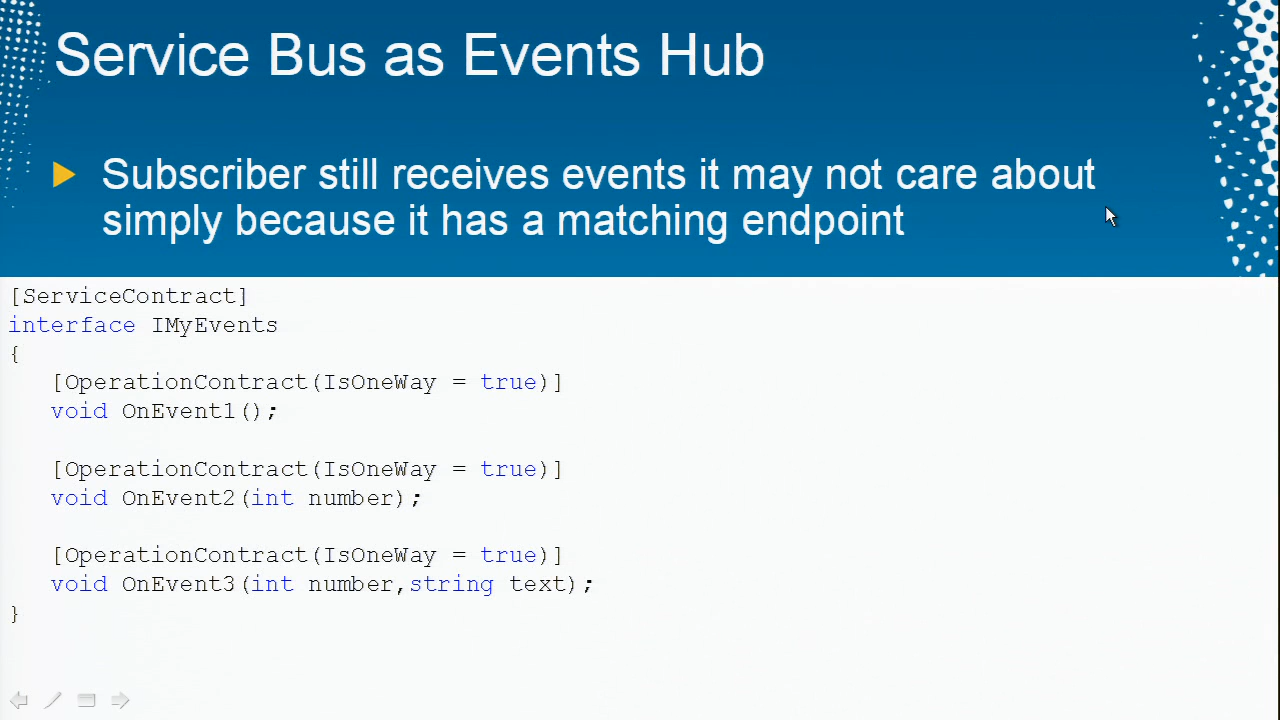 Service Bus as Events Hub
Subscriber still receives events it may not care about
simply because it has a matching endpoint
[ServiceContract]
interface IMyEvents
{
[OperationContract(IsOneWay = true)]
void OnEvent1();
[OperationContract(IsOneWay = true)]
void OnEvent2(int number);
[OperationContract(IsOneWay = true)]
void OnEvent3(int number,string text);
}